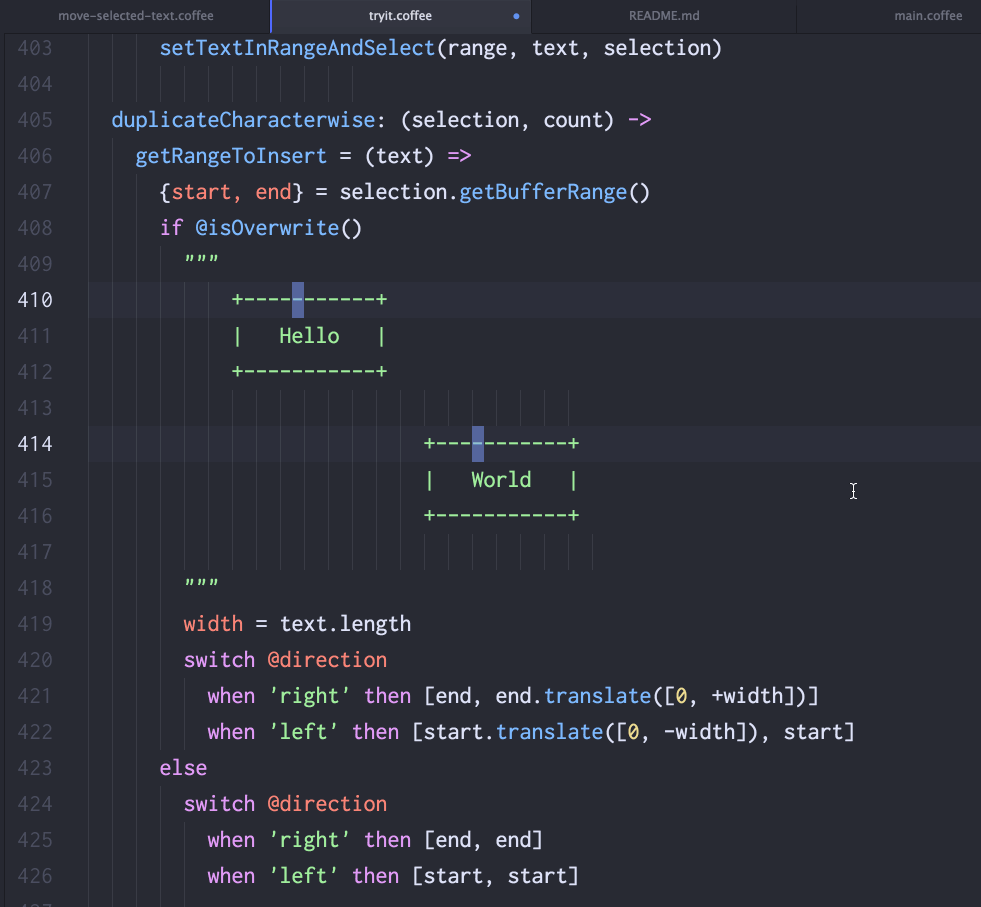 move-selected-text.coffee tryit.coffee README.md main.coffee
403 setTextInRangeAndSelect(range, text, selection)
404
405 duplicateCharacterwise: (selection, count) ->
406 getRangeToInsert = (text) =>
407 {start, end} = selection.getBufferRange()
408 if @isOverwrite()
409 """
410 +-----------+
411 |   Hello   |
412 +-----------+
413
414 +-----------+
415 |   World   |
416 +-----------+
417
418 """
419 width = text.length
420 switch @direction
421 when 'right' then [end, end.translate([0, +width])]
422 when 'left' then [start.translate([0, -width]), start]
423 else
424 switch @direction
425 when 'right' then [end, end]
426 when 'left' then [start, start]